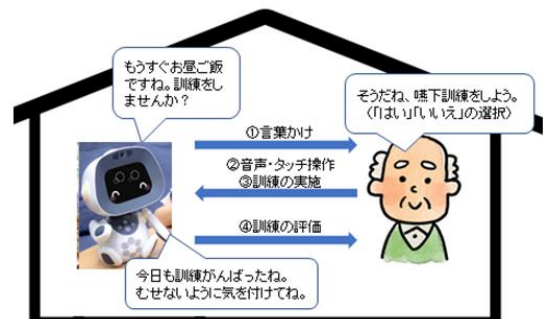 もうすぐお昼ご飯
ですね。訓練をし
ませんか？
そうだね、嚥下訓練をしよう。
（「はい」「いいえ」の選択）
①言葉かけ
②音声・タッチ操作
③訓練の実施
④訓練の評価
今日も訓練がんばったね。
むせないように気を付けてね。